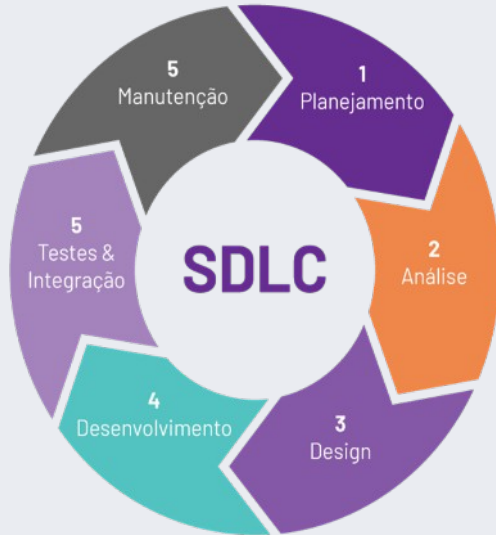 1
Planejamento
2
Análise
3
Design
4
Desenvolvimento
5
Testes &
Integração
5
Manutenção
SDLC